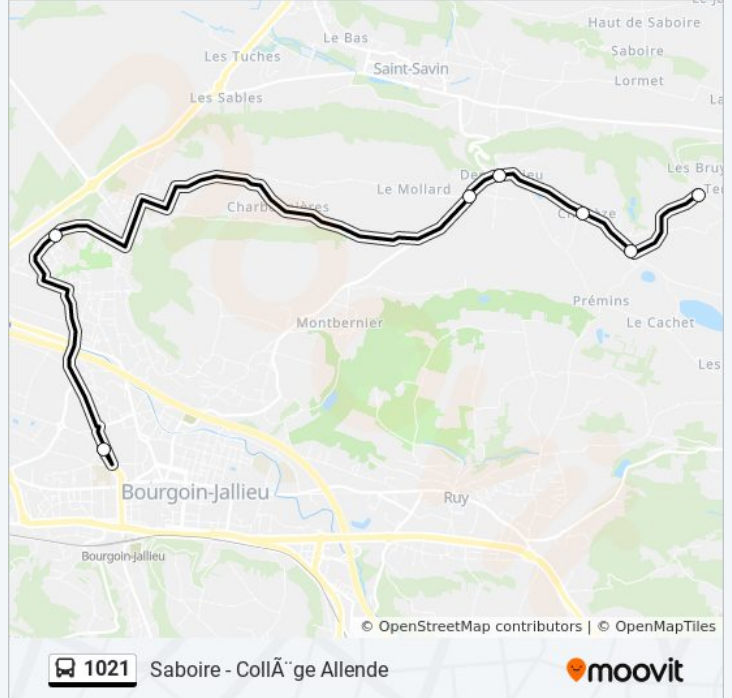 Haut de Saboire
Le Bas
Saboire
Les Tuches
Saint-Savin
Lormet
Les Sables
Le Mollard
Montbernier
Prémins
Le Cachet
Les
Bourgoin-Jallieu
Ruy
Bourgoin-Jallieu
© OpenStreetMap contributors | © OpenMapTiles
1021 Saboire - CollÃ¨ge Allende
moovit